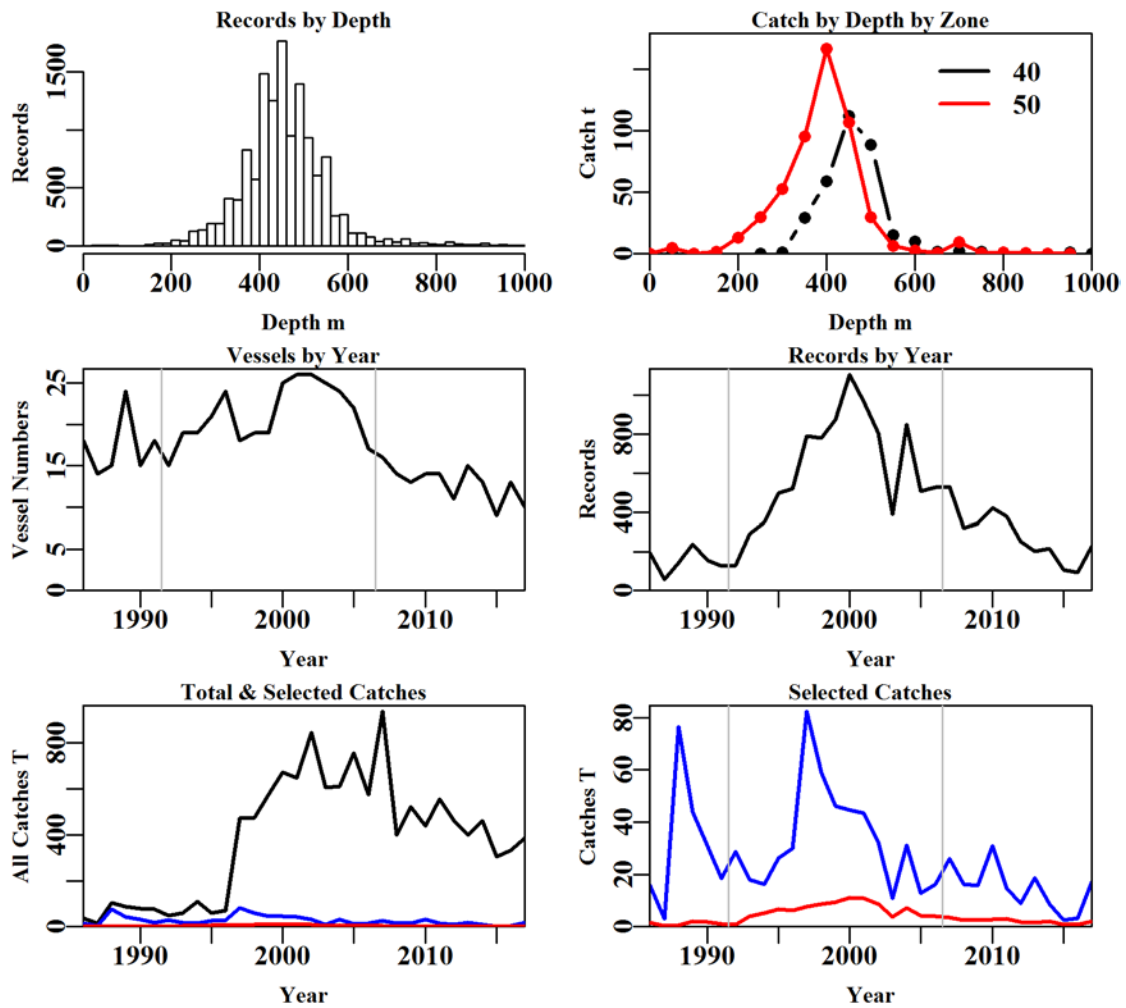 Records by Depth
Records
0 500 1500
0 200 400 600 800 1000
Depth m
Catch by Depth by Zone
Catch t
0 50 100
40
50
0 200 400 600 800 1000
Depth m
Vessels by Year
Vessel Numbers
0 5 15 25
1990 2000 2010
Year
Records by Year
Records
0 400 800
1990 2000 2010
Year
Total & Selected Catches
All Catches T
0 400 800
1990 2000 2010
Year
Selected Catches
Catches T
0 20 40 60 80
1990 2000 2010
Year